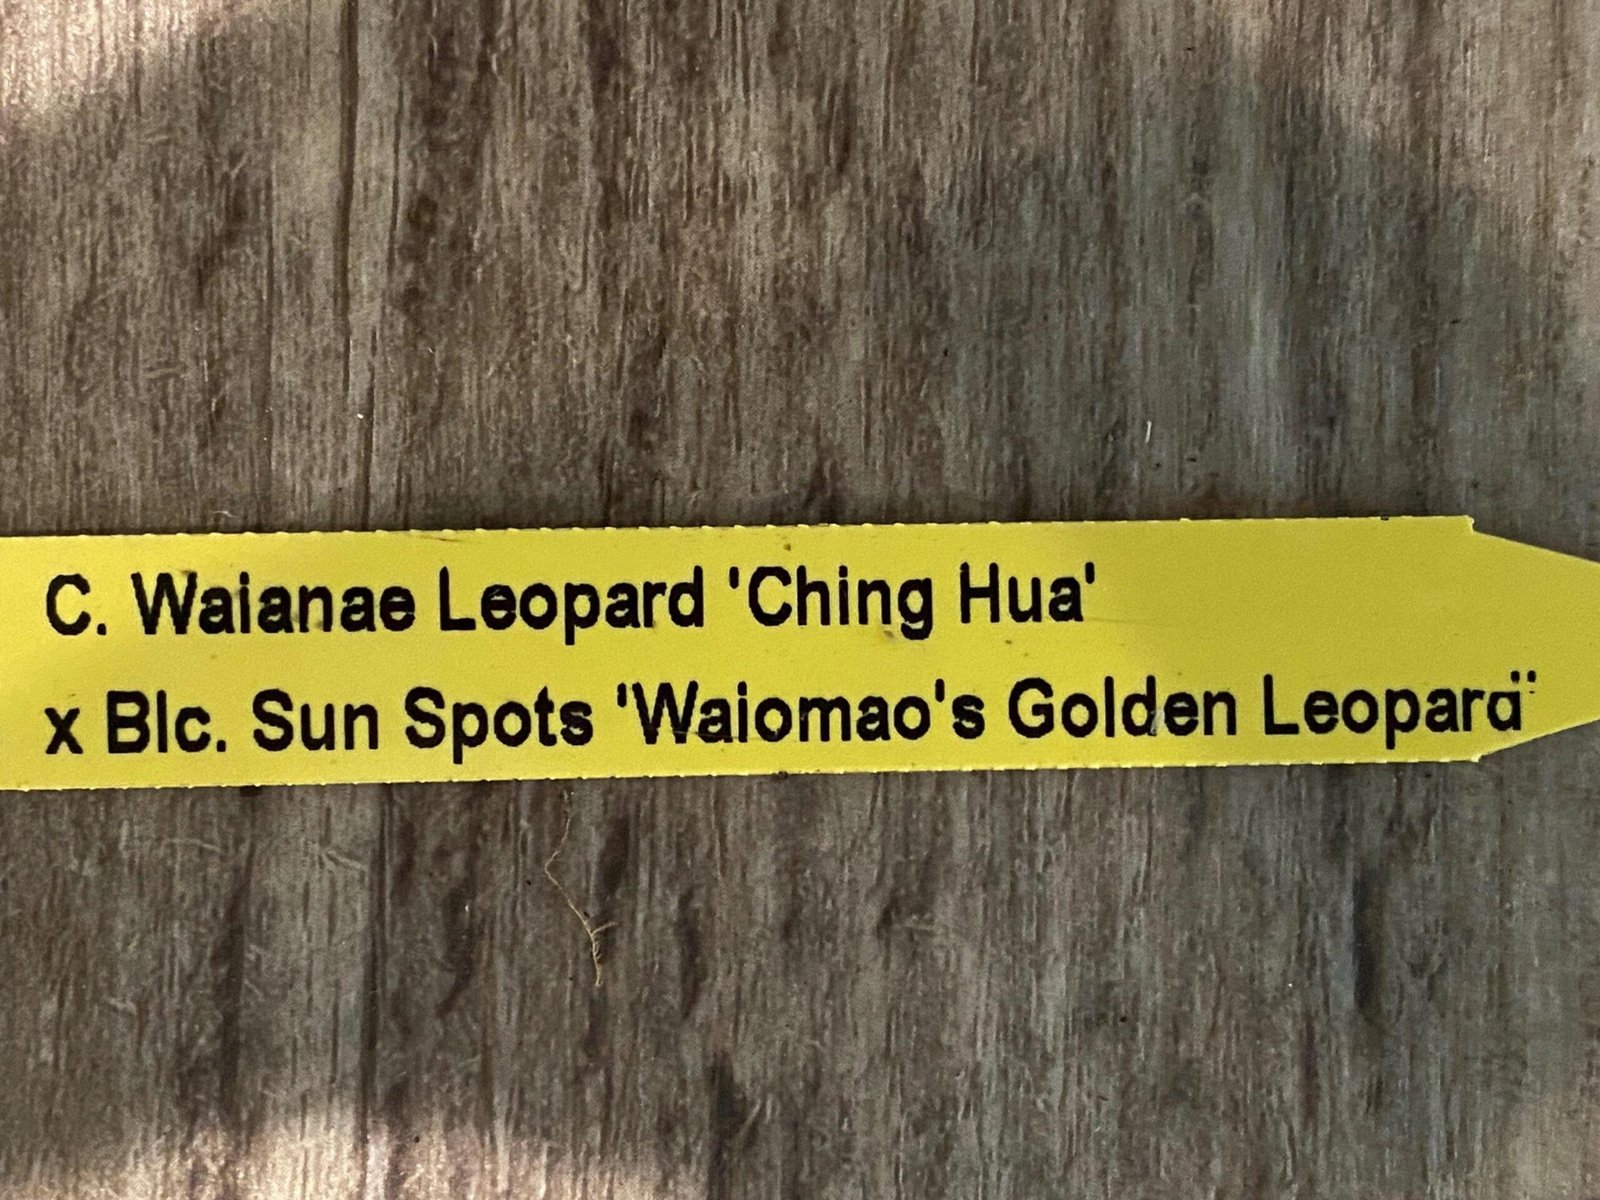 C. Waianae Leopard 'Ching Hua'
x Blc. Sun Spots 'Waiomao's Golden Leopard'